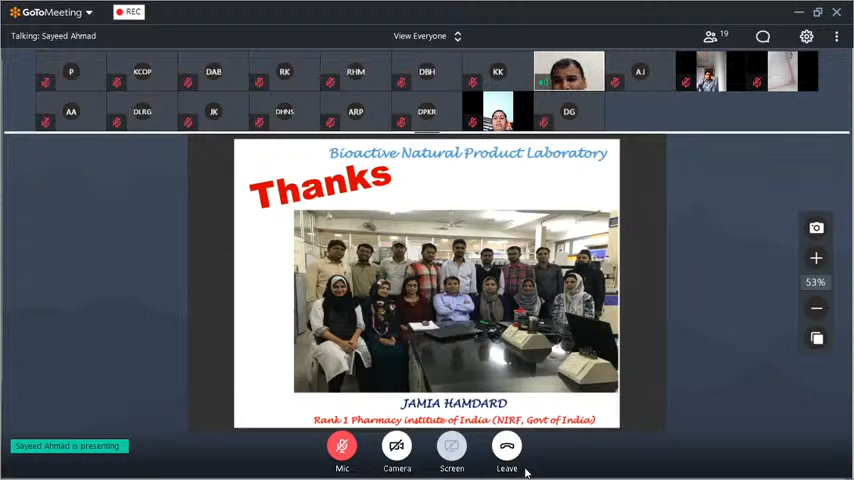 GoToMeeting
REC
Talking: Sayeed Ahmad
View Everyone
19
P
KCOP
DAB
RK
RHM
DBH
KK
AJ
AA
DLRG
JK
DHNS
ARP
DPKR
DG
Bioactive Natural Product Laboratory
Thanks
53%
JAMIA HAMDARD
Rank 1 Pharmacy institute of India (NIRF, Govt of India)
Sayeed Ahmad is presenting
Mic
Camera
Screen
Leave